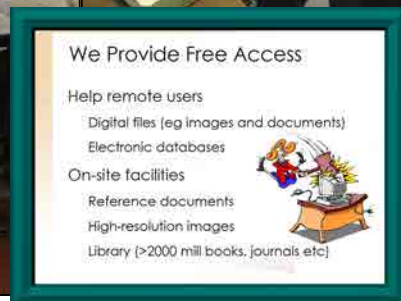 We Provide Free Access
Help remote users
Digital files (eg images and documents)
Electronic databases
On-site facilities
Reference documents
High-resolution images
Library (>2000 mill books, journals etc)